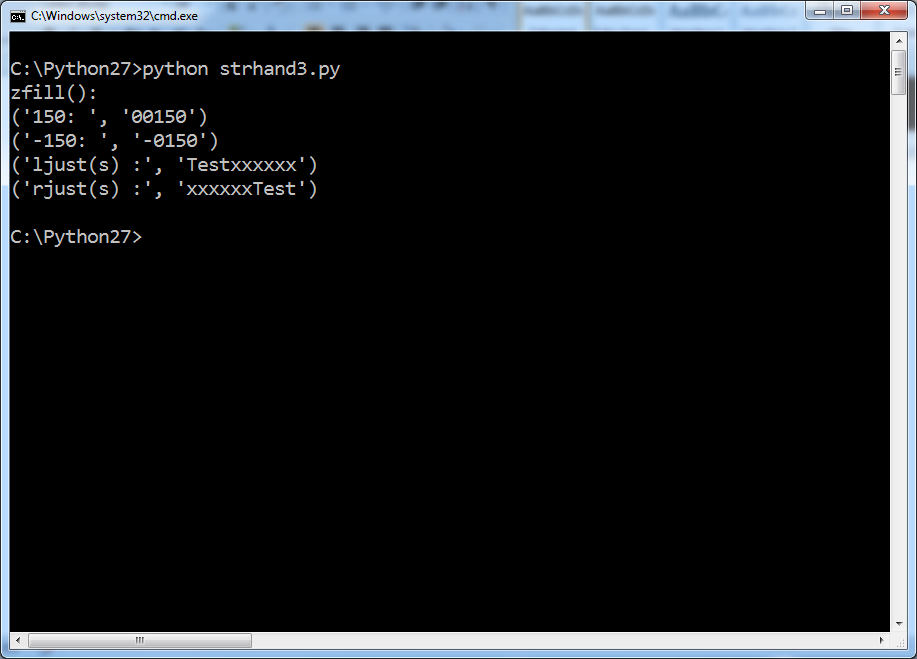 C:\Windows\system32\cmd.exe
C:\Python27>python strhand3.py
zfill():
('150: ', '00150')
('-150: ', '-0150')
('ljust(s) :', 'Testxxxxxx')
('rjust(s) :', 'xxxxxxTest')
C:\Python27>